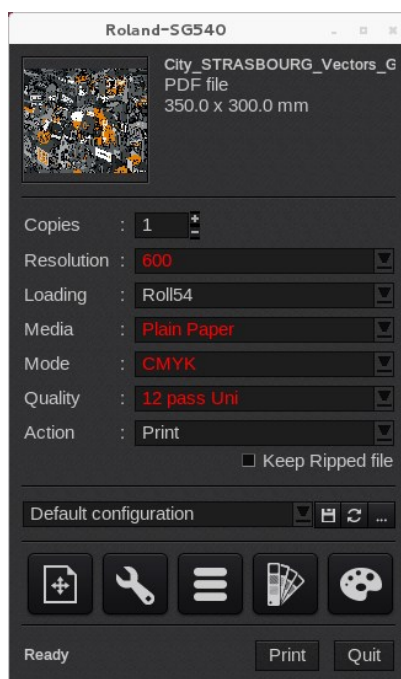 Roland-SG540
City_STRASBOURG_Vectors_G
PDF file
350.0 x 300.0 mm
Copies : 1
Resolution : 600
Loading : Roll54
Media : Plain Paper
Mode : CMYK
Quality : 12 pass Uni
Action : Print
Keep Ripped file
Default configuration ...
Ready Print Quit